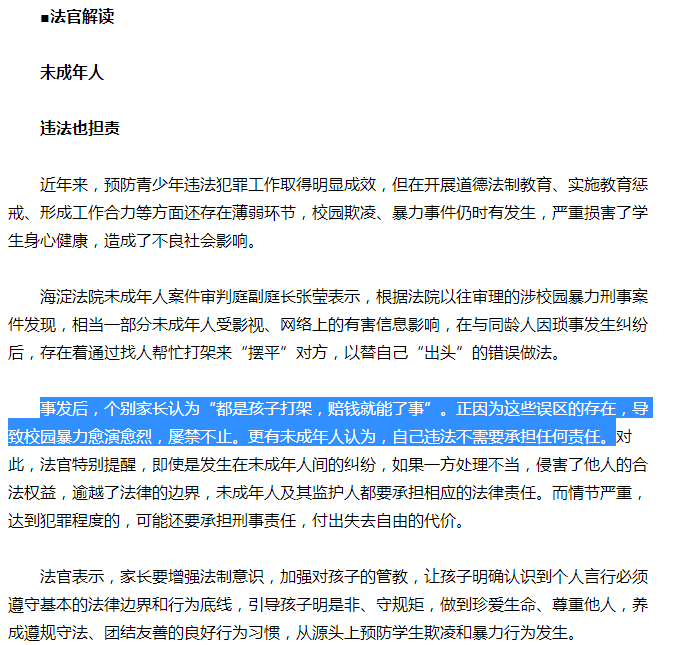 ■法官解读
未成年人
违法也担责
近年来，预防青少年违法犯罪工作取得明显成效，但在开展道德法制教育、实施教育惩
戒、形成工作合力等方面还存在薄弱环节，校园欺凌、暴力事件仍时有发生，严重损害了学
生身心健康，造成了不良社会影响。
海淀法院未成年人案件审判庭副庭长张莹表示，根据法院以往审理的涉校园暴力刑事案
件发现，相当一部分未成年人受影视、网络上的有害信息影响，在与同龄人因琐事发生纠纷
后，存在着通过找人帮忙打架来“摆平”对方，以替自己“出头”的错误做法。
事发后，个别家长认为“都是孩子打架，赔钱就能了事”。正因为这些误区的存在，导
致校园暴力愈演愈烈，屡禁不止。更有未成年人认为，自己违法不需要承担任何责任。对
此，法官特别提醒，即使是发生在未成年人间的纠纷，如果一方处理不当，侵害了他人的合
法权益，逾越了法律的边界，未成年人及其监护人都要承担相应的法律责任。而情节严重，
达到犯罪程度的，可能还要承担刑事责任，付出失去自由的代价。
法官表示，家长要增强法制意识，加强对孩子的管教，让孩子明确认识到个人言行必须
遵守基本的法律边界和行为底线，引导孩子明是非、守规矩，做到珍爱生命、尊重他人，养
成遵规守法、团结友善的良好行为习惯，从源头上预防学生欺凌和暴力行为发生。